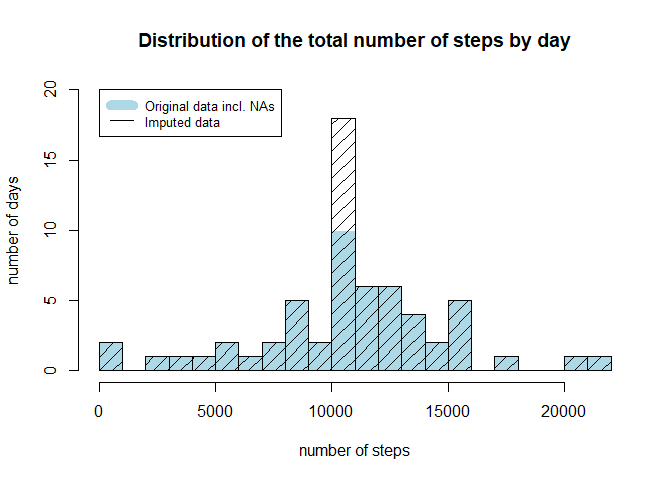 Distribution of the total number of steps by day
Original data incl. NAs
Imputed data
number of days
20
15
10
5
0
0 5000 10000 15000 20000
number of steps